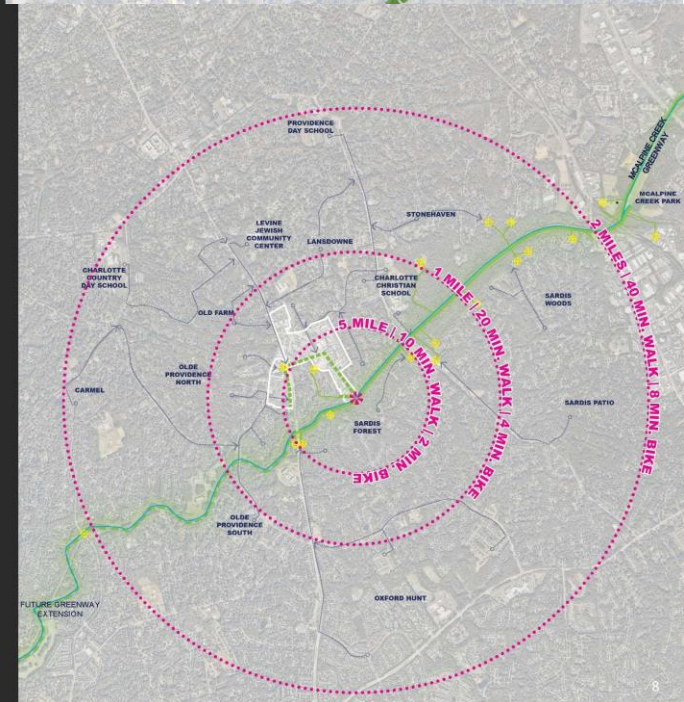 PROVIDENCE
DAY SCHOOL
MCALPINE CREEK
GREENWAY
MCALPINE
CREEK PARK
STONEHAVEN
LEVINE
JEWISH
COMMUNITY
CENTER
LANSDOWNE
CHARLOTTE
COUNTRY
DAY SCHOOL
CHARLOTTE
CHRISTIAN
SCHOOL
OLD FARM
SARDIS
WOODS
OLDE
PROVIDENCE
NORTH
CARMEL
SARDIS PATIO
SARDIS
FOREST
.5 MILE | 10 MIN. WALK | 2 MIN. BIKE
1 MILE | 20 MIN. WALK | 4 MIN. BIKE
2 MILES | 40 MIN. WALK | 8 MIN. BIKE
OLDE
PROVIDENCE
SOUTH
OXFORD HUNT
FUTURE GREENWAY
EXTENSION
8